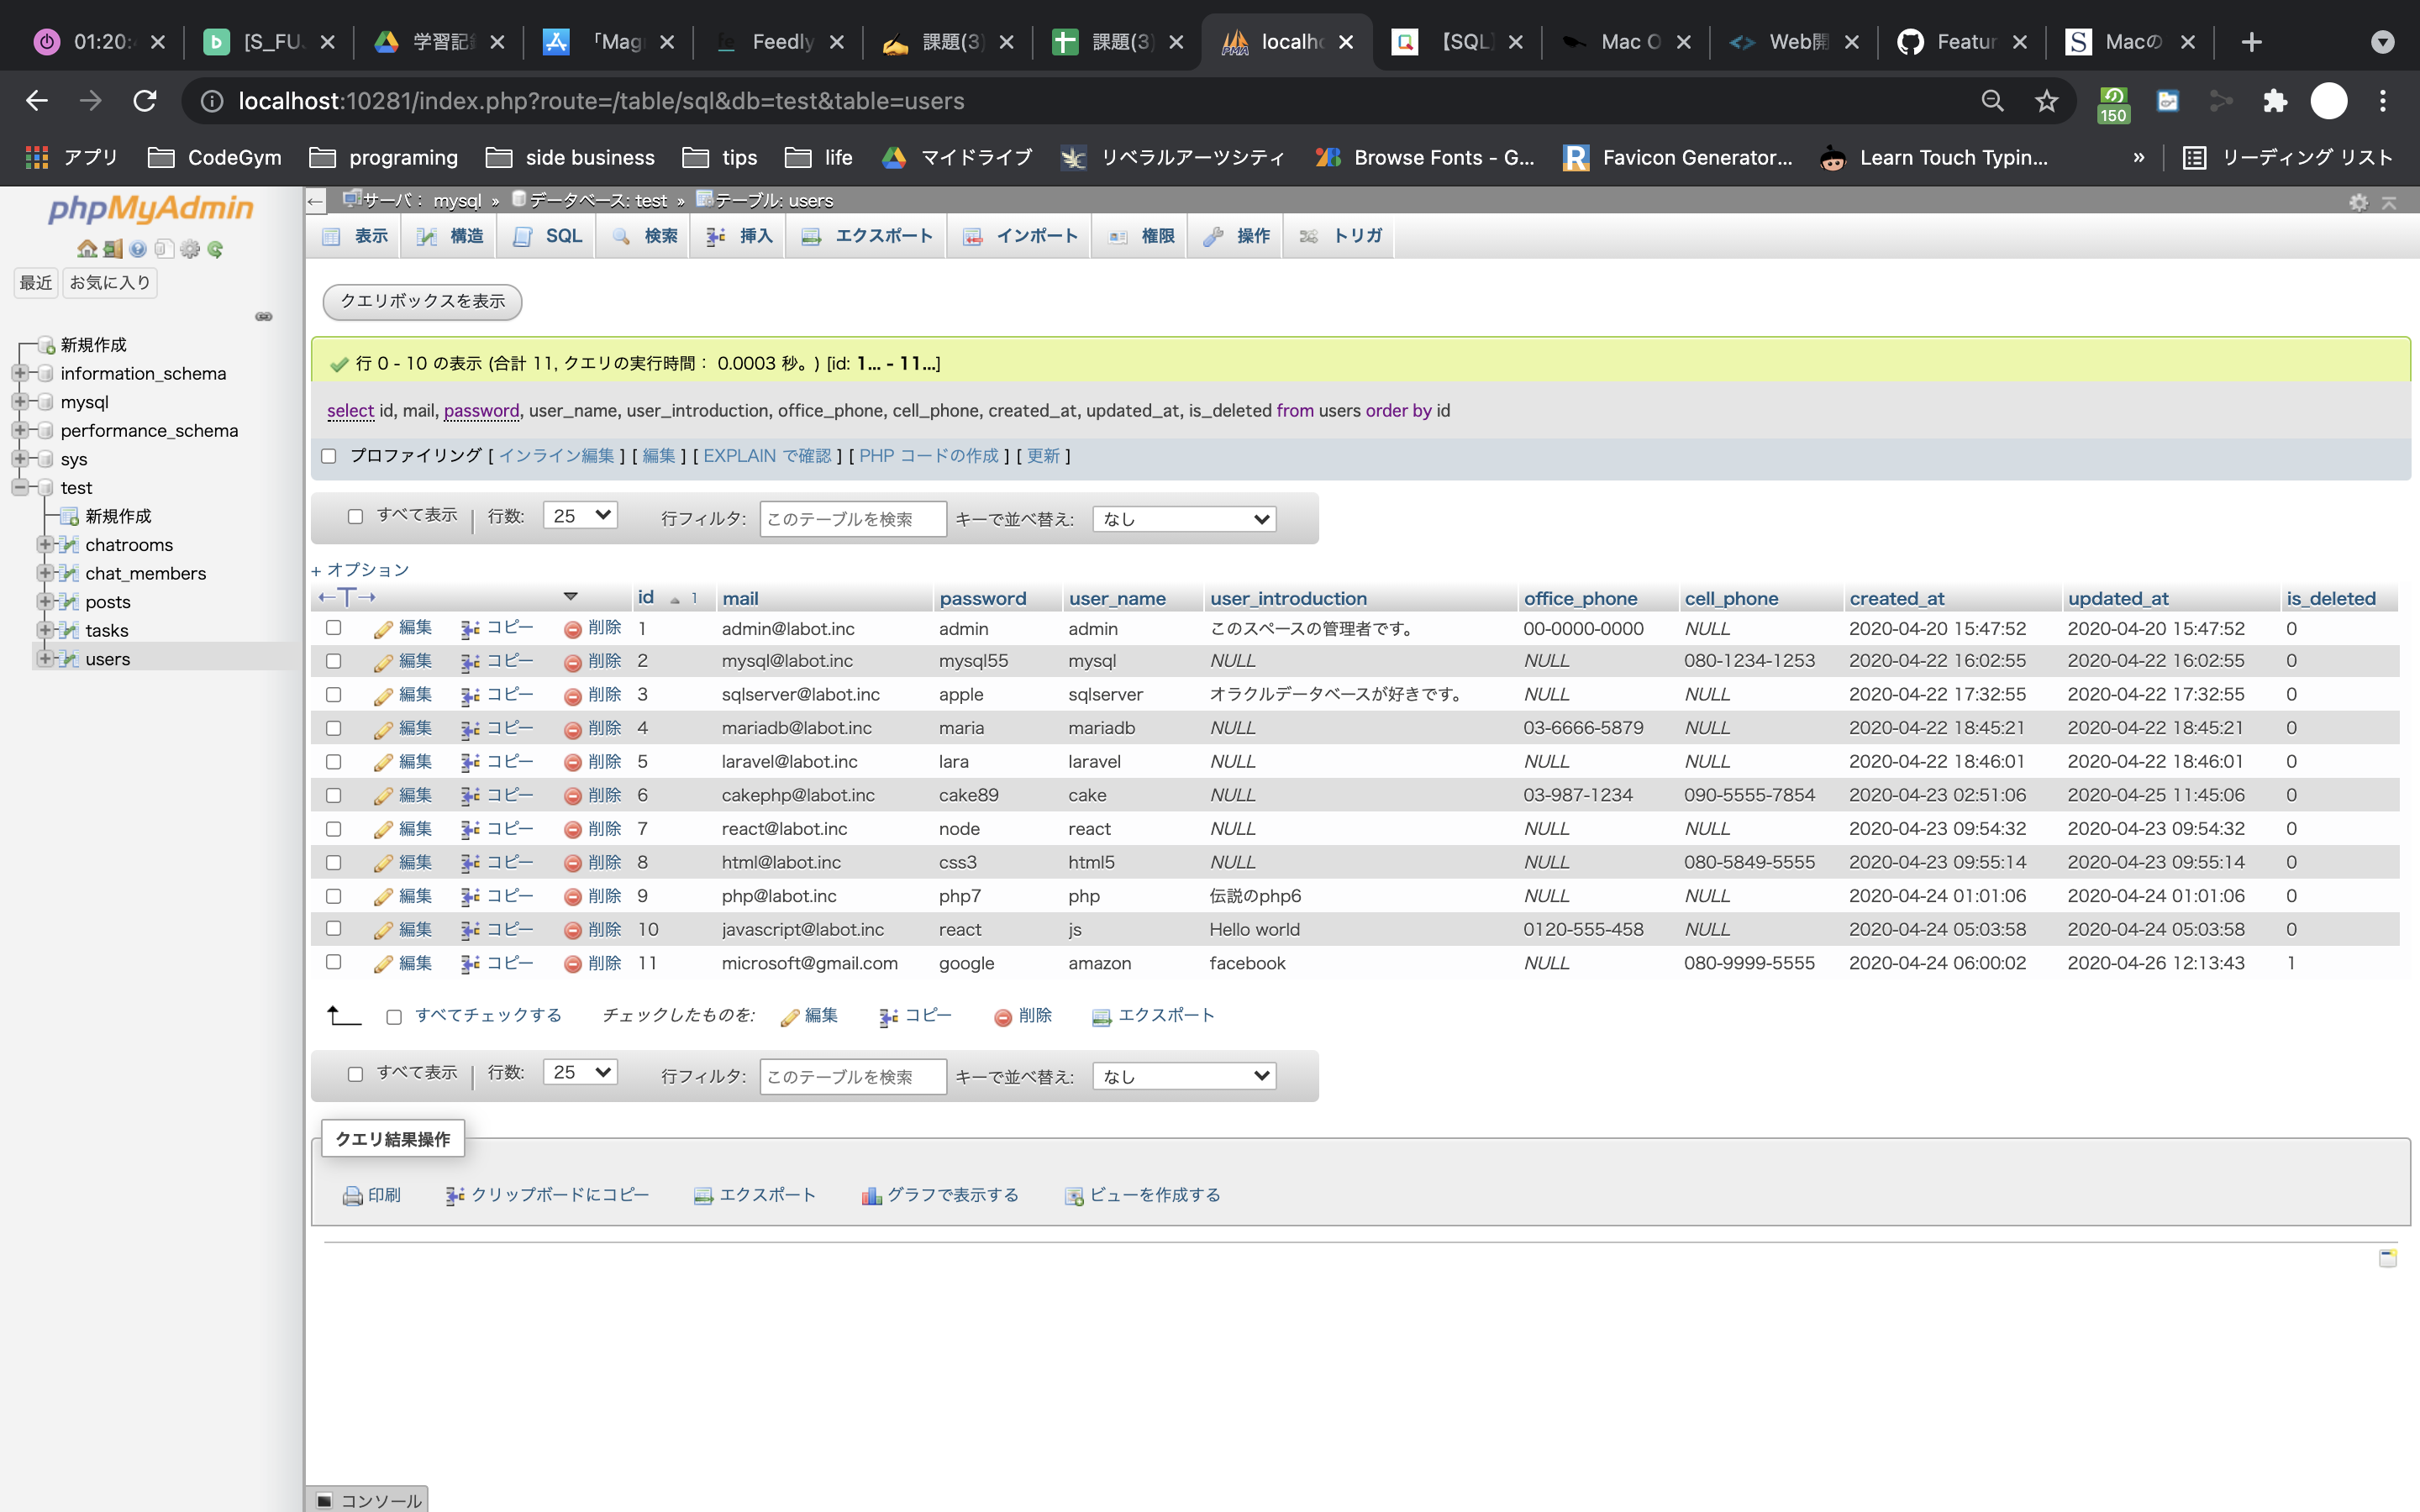 01:20: [S_FU. 学習記 「Mag Feedly 課題(3) 課題(3) localho 【SQL】 Mac O Web開 Featur Macの
localhost:10281/index.php?route=/table/sql&db=test&table=users 150
アプリ CodeGym programing side business tips life マイドライブ リベラルアーツシティ Browse Fonts - G... Favicon Generator... Learn Touch Typin... » リーディング リスト
phpMyAdmin
最近 お気に入り
新規作成
information_schema
mysql
performance_schema
sys
test
新規作成
chatrooms
chat_members
posts
tasks
users
← サーバ： mysql » データベース: test » テーブル: users
表示 構造 SQL 検索 挿入 エクスポート インポート 権限 操作 トリガ
クエリボックスを表示
行 0 - 10 の表示 (合計 11, クエリの実行時間： 0.0003 秒。) [id: 1... - 11...]
select id, mail, password, user_name, user_introduction, office_phone, cell_phone, created_at, updated_at, is_deleted from users order by id
プロファイリング [ インライン編集 ] [ 編集 ] [ EXPLAIN で確認 ] [ PHP コードの作成 ] [ 更新 ]
すべて表示 | 行数: 25 行フィルタ: このテーブルを検索 キーで並べ替え: なし
+ オプション
←T→ id 1 mail password user_name user_introduction office_phone cell_phone created_at updated_at is_deleted
編集 コピー 削除 1 admin@labot.inc admin admin このスペースの管理者です。 00-0000-0000 NULL 2020-04-20 15:47:52 2020-04-20 15:47:52 0
編集 コピー 削除 2 mysql@labot.inc mysql55 mysql NULL NULL 080-1234-1253 2020-04-22 16:02:55 2020-04-22 16:02:55 0
編集 コピー 削除 3 sqlserver@labot.inc apple sqlserver オラクルデータベースが好きです。 NULL NULL 2020-04-22 17:32:55 2020-04-22 17:32:55 0
編集 コピー 削除 4 mariadb@labot.inc maria mariadb NULL 03-6666-5879 NULL 2020-04-22 18:45:21 2020-04-22 18:45:21 0
編集 コピー 削除 5 laravel@labot.inc lara laravel NULL NULL NULL 2020-04-22 18:46:01 2020-04-22 18:46:01 0
編集 コピー 削除 6 cakephp@labot.inc cake89 cake NULL 03-987-1234 090-5555-7854 2020-04-23 02:51:06 2020-04-25 11:45:06 0
編集 コピー 削除 7 react@labot.inc node react NULL NULL NULL 2020-04-23 09:54:32 2020-04-23 09:54:32 0
編集 コピー 削除 8 html@labot.inc css3 html5 NULL NULL 080-5849-5555 2020-04-23 09:55:14 2020-04-23 09:55:14 0
編集 コピー 削除 9 php@labot.inc php7 php 伝説のphp6 NULL NULL 2020-04-24 01:01:06 2020-04-24 01:01:06 0
編集 コピー 削除 10 javascript@labot.inc react js Hello world 0120-555-458 NULL 2020-04-24 05:03:58 2020-04-24 05:03:58 0
編集 コピー 削除 11 microsoft@gmail.com google amazon facebook NULL 080-9999-5555 2020-04-24 06:00:02 2020-04-26 12:13:43 1
すべてチェックする チェックしたものを: 編集 コピー 削除 エクスポート
すべて表示 | 行数: 25 行フィルタ: このテーブルを検索 キーで並べ替え: なし
クエリ結果操作
印刷 クリップボードにコピー エクスポート グラフで表示する ビューを作成する
コンソール